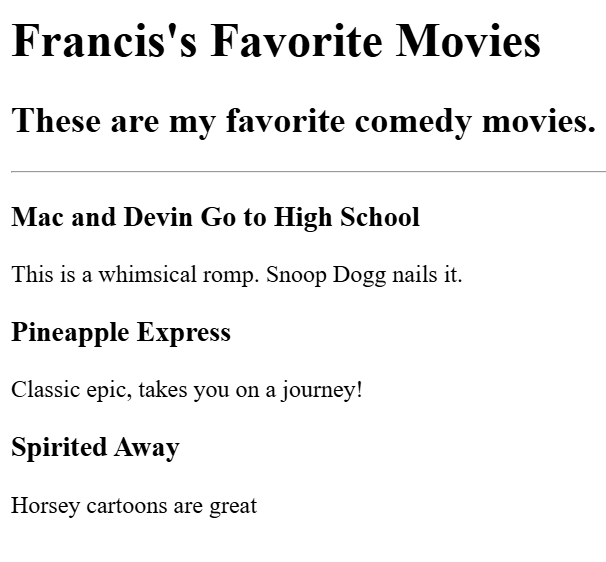 Francis's Favorite Movies
These are my favorite comedy movies.
Mac and Devin Go to High School
This is a whimsical romp. Snoop Dogg nails it.
Pineapple Express
Classic epic, takes you on a journey!
Spirited Away
Horsey cartoons are great